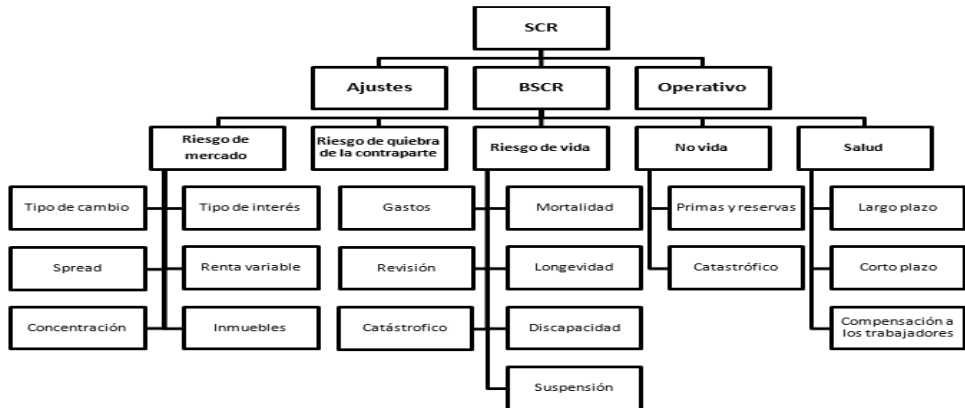 SCR
Ajustes
BSCR
Operativo
Riesgo de
mercado
Riesgo de quiebra
de la contraparte
Riesgo de vida
No vida
Salud
Tipo de cambio
Tipo de interés
Gastos
Mortalidad
Primas y reservas
Largo plazo
Spread
Renta variable
Revisión
Longevidad
Catastrófico
Corto plazo
Concentración
Inmuebles
Catástrofico
Discapacidad
Compensación a
los trabajadores
Suspensión